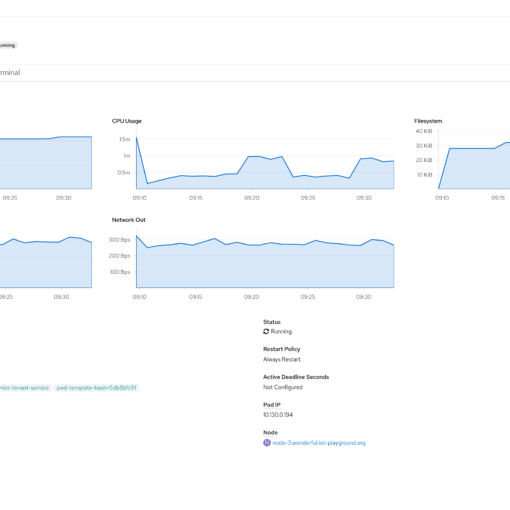 unning
rminal
CPU Usage
Filesystem
1.5m
1m
0.5m
40 KiB
30 KiB
20 KiB
10 KiB
09:25
09:30
09:10
09:15
09:20
09:25
09:30
09:10
09:15
Network Out
300 Bps
200 Bps
100 Bps
09:25
09:30
09:10
09:15
09:20
09:25
09:30
Status
Running
Restart Policy
Always Restart
Active Deadline Seconds
Not Configured
=iot-tenant-service pod-template-hash=5db8bfc9f
Pod IP
10.130.0.194
Node
N node-3.wonderful.iot-playground.org